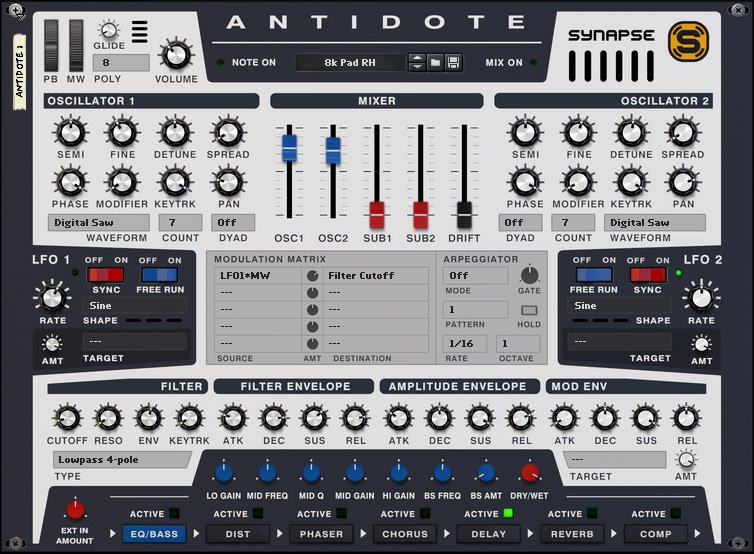 ANTIDOTE
ANTIDOTE 1
PB MW
GLIDE
8
POLY
VOLUME
NOTE ON
8k Pad RH
MIX ON
SYNAPSE
S
OSCILLATOR 1
MIXER
OSCILLATOR 2
SEMI FINE DETUNE SPREAD
PHASE MODIFIER KEYTRK PAN
Digital Saw 7 Off
WAVEFORM COUNT DYAD
OSC1 OSC2 SUB1 SUB2 DRIFT
SEMI FINE DETUNE SPREAD
PHASE MODIFIER KEYTRK PAN
Off 7 Digital Saw
DYAD COUNT WAVEFORM
LFO 1
OFF ON OFF ON
SYNC FREE RUN
Sine
RATE SHAPE
---
AMT TARGET
MODULATION MATRIX
LFO1*MW Filter Cutoff
--- ---
--- ---
--- ---
--- ---
SOURCE AMT DESTINATION
ARPEGGIATOR
Off
MODE GATE
1
PATTERN HOLD
1/16 1
RATE OCTAVE
OFF ON OFF ON
LFO 2
FREE RUN SYNC
Sine
SHAPE RATE
---
TARGET AMT
FILTER
FILTER ENVELOPE
AMPLITUDE ENVELOPE
MOD ENV
CUTOFF RESO ENV KEYTRK
ATK DEC SUS REL
ATK DEC SUS REL
ATK DEC SUS REL
Lowpass 4-pole
TYPE
---
TARGET AMT
LO GAIN MID FREQ MID Q MID GAIN HI GAIN BS FREQ BS AMT DRY/WET
EXT IN
AMOUNT
ACTIVE ACTIVE ACTIVE ACTIVE ACTIVE ACTIVE ACTIVE
EQ/BASS DIST PHASER CHORUS DELAY REVERB COMP